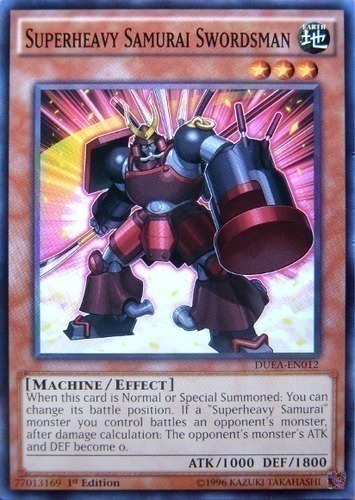 SUPERHEAVY SAMURAI SWORDSMAN
EARTH
地
DUEA-EN012
[MACHINE/EFFECT]
When this card is Normal or Special Summoned: You can
change its battle position. If a "Superheavy Samurai"
monster you control battles an opponent's monster,
after damage calculation: The opponent's monster's ATK
and DEF become 0.
ATK/1000 DEF/1800
77013169 1st Edition ©1996 KAZUKI TAKAHASHI